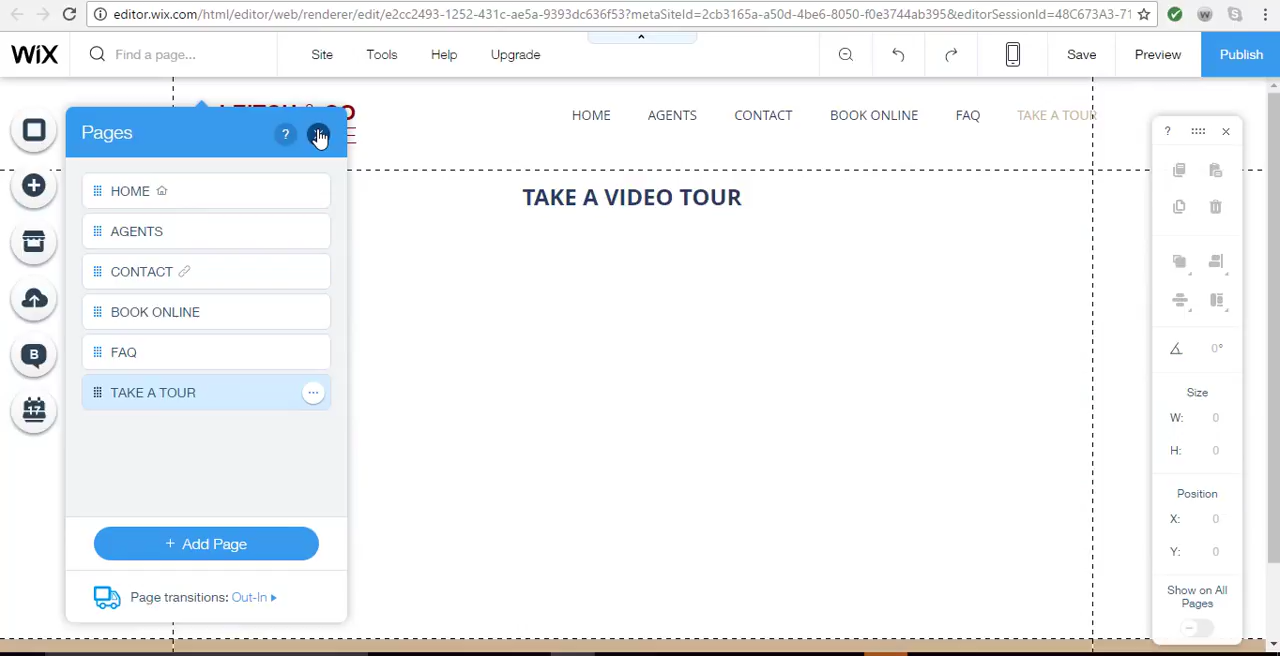 editor.wix.com/html/editor/web/renderer/edit/e2cc2493-1252-431c-ae5a-9393dc636f53?metaSiteId=2cb3165a-a50d-4be6-8050-f0e3744ab395&editorSessionId=48C673A3-71
WiX
Find a page...
Site
Tools
Help
Upgrade
Save
Preview
Publish
Pages
?
HOME
AGENTS
CONTACT
BOOK ONLINE
FAQ
TAKE A TOUR
TAKE A VIDEO TOUR
HOME
AGENTS
CONTACT
BOOK ONLINE
FAQ
TAKE A TOUR
...
+ Add Page
Page transitions: Out-In
B
17
?
0°
Size
W: 0
H: 0
Position
X: 0
Y: 0
Show on All
Pages